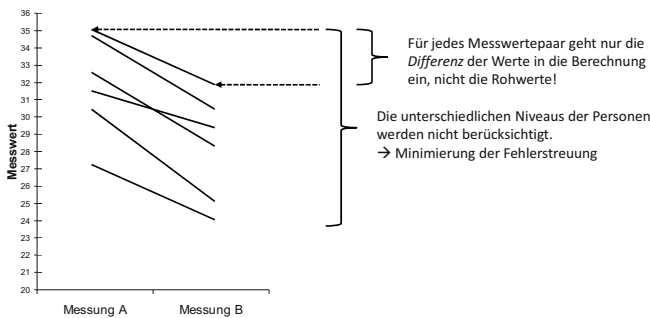 36
35
34
33
32
31
30
29
28
27
26
25
24
23
22
21
20
Messwert
Messung A
Messung B
Für jedes Messwertepaar geht nur die
Differenz der Werte in die Berechnung
ein, nicht die Rohwerte!
Die unterschiedlichen Niveaus der Personen
werden nicht berücksichtigt.
→ Minimierung der Fehlerstreuung